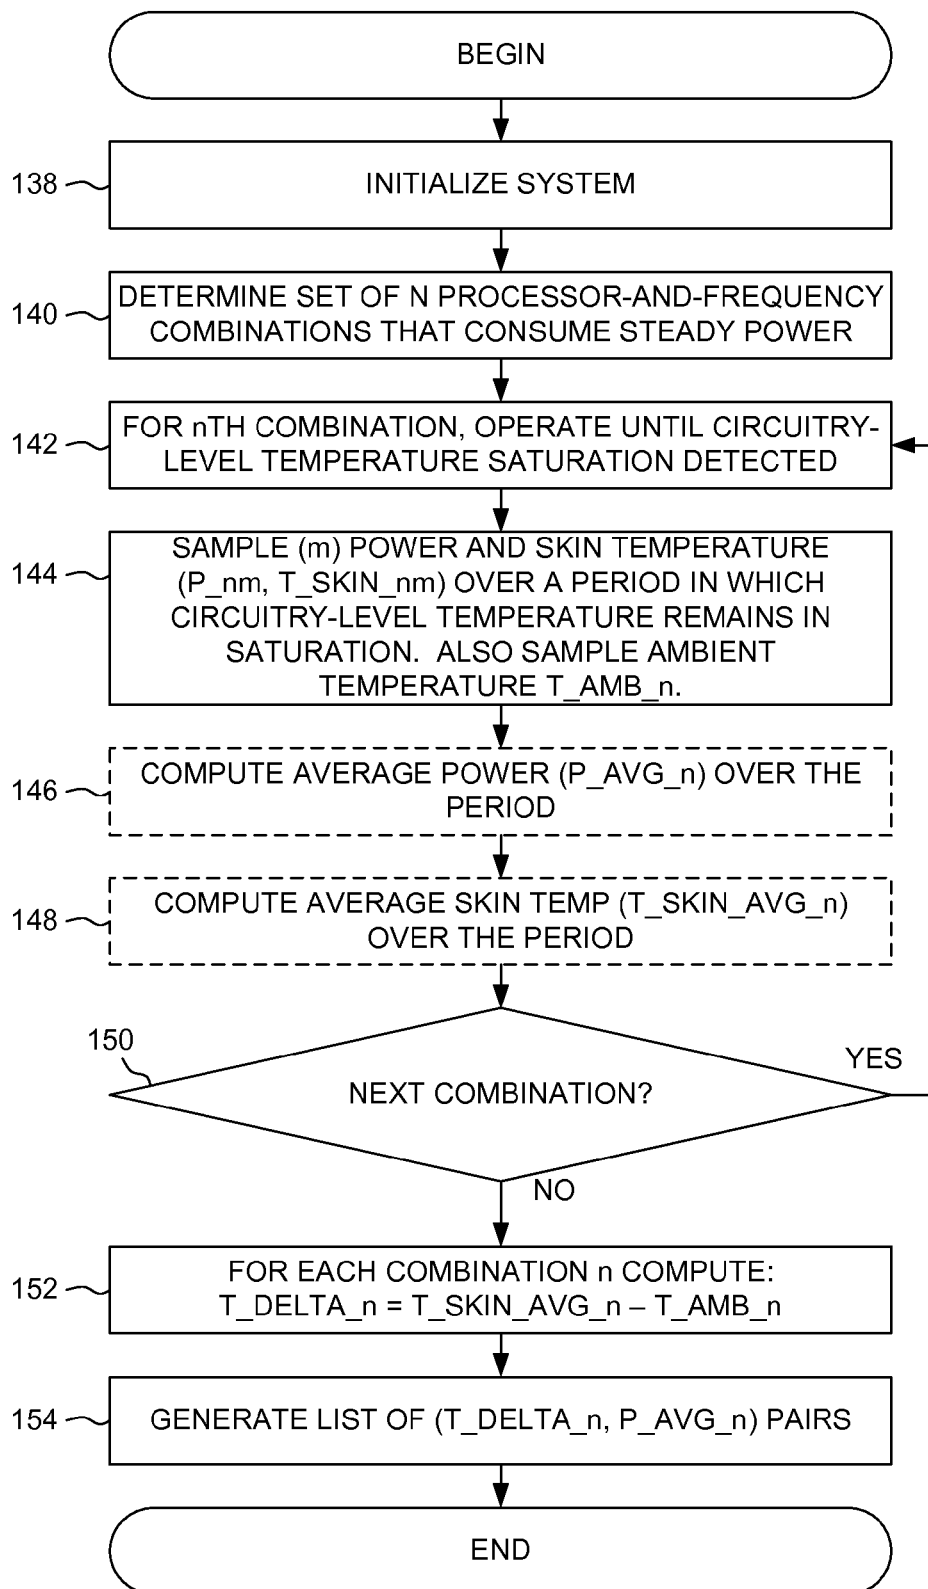 BEGIN
138
INITIALIZE SYSTEM
140
DETERMINE SET OF N PROCESSOR-AND-FREQUENCY
COMBINATIONS THAT CONSUME STEADY POWER
142
FOR nTH COMBINATION, OPERATE UNTIL CIRCUITRY-
LEVEL TEMPERATURE SATURATION DETECTED
144
SAMPLE (m) POWER AND SKIN TEMPERATURE
(P_nm, T_SKIN_nm) OVER A PERIOD IN WHICH
CIRCUITRY-LEVEL TEMPERATURE REMAINS IN
SATURATION.  ALSO SAMPLE AMBIENT
TEMPERATURE T_AMB_n.
146
COMPUTE AVERAGE POWER (P_AVG_n) OVER THE
PERIOD
148
COMPUTE AVERAGE SKIN TEMP (T_SKIN_AVG_n)
OVER THE PERIOD
150
NEXT COMBINATION?
YES
NO
152
FOR EACH COMBINATION n COMPUTE:
T_DELTA_n = T_SKIN_AVG_n – T_AMB_n
154
GENERATE LIST OF (T_DELTA_n, P_AVG_n) PAIRS
END